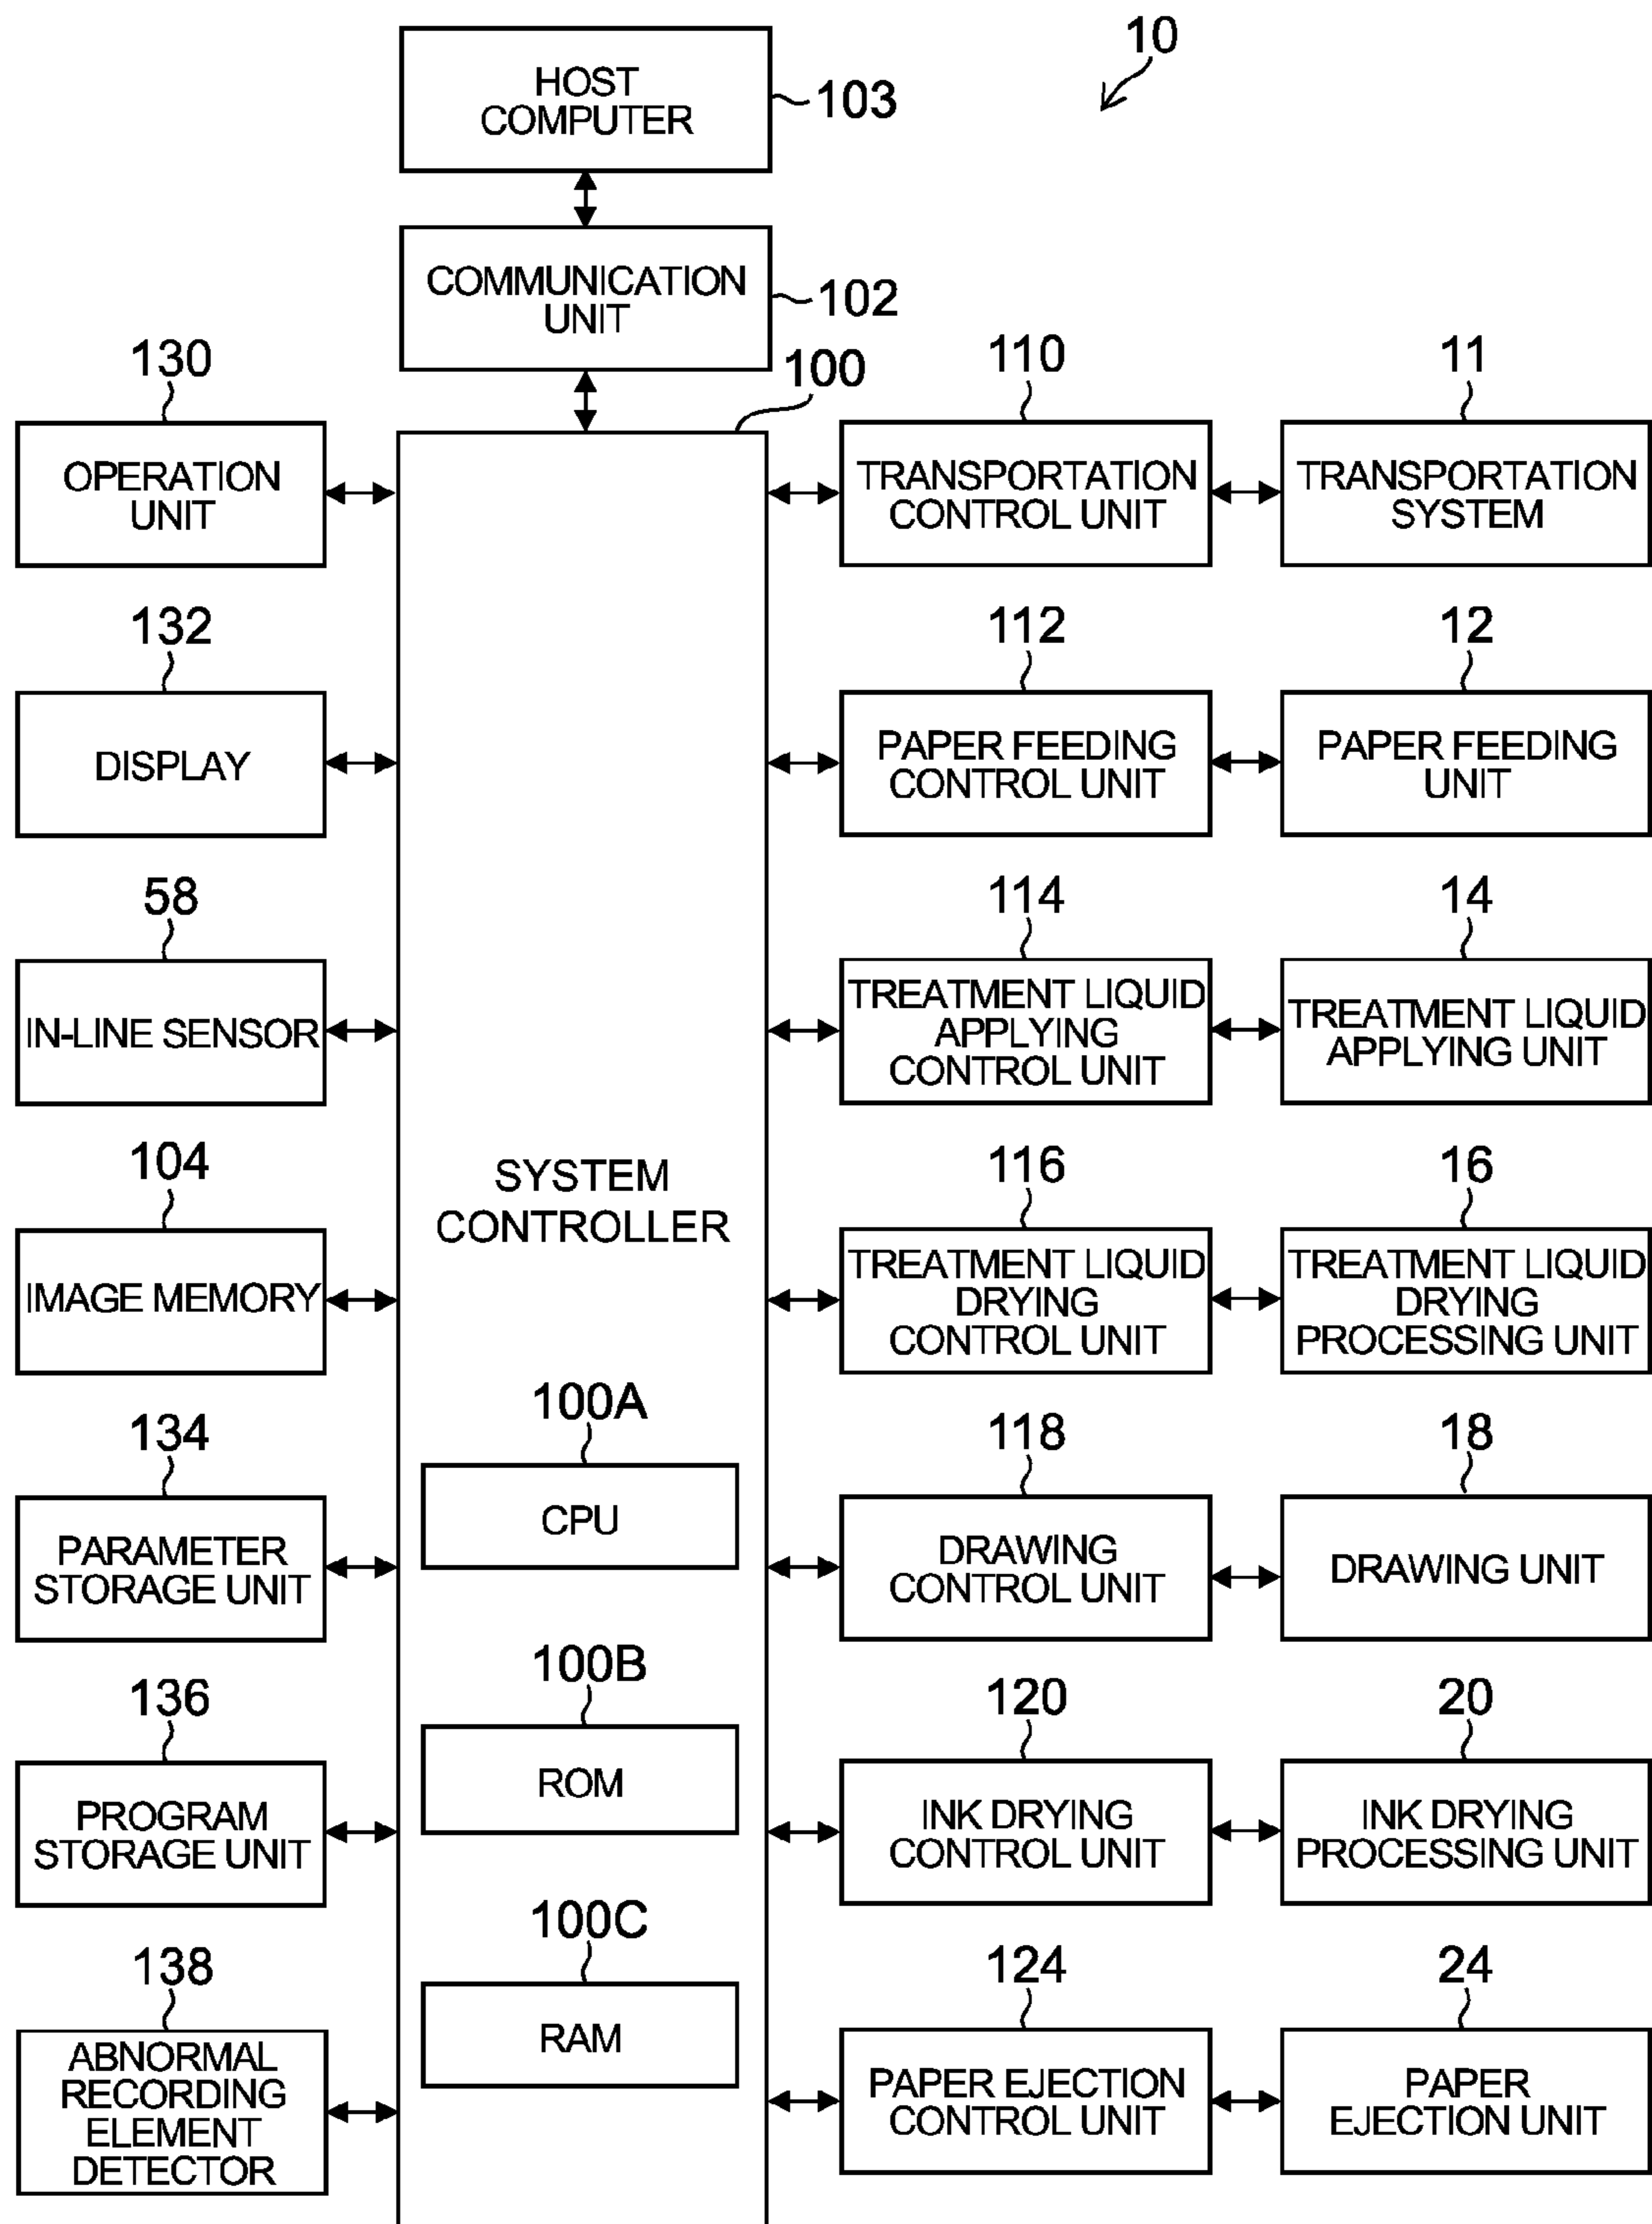 10
HOST
COMPUTER
103
COMMUNICATION
UNIT
102
100
130
OPERATION
UNIT
110
TRANSPORTATION
CONTROL UNIT
11
TRANSPORTATION
SYSTEM
132
DISPLAY
112
PAPER FEEDING
CONTROL UNIT
12
PAPER FEEDING
UNIT
58
IN-LINE SENSOR
114
TREATMENT LIQUID
APPLYING
CONTROL UNIT
14
TREATMENT LIQUID
APPLYING UNIT
104
IMAGE MEMORY
SYSTEM
CONTROLLER
116
TREATMENT LIQUID
DRYING
CONTROL UNIT
16
TREATMENT LIQUID
DRYING
PROCESSING UNIT
134
PARAMETER
STORAGE UNIT
100A
CPU
118
DRAWING
CONTROL UNIT
18
DRAWING UNIT
136
PROGRAM
STORAGE UNIT
100B
ROM
120
INK DRYING
CONTROL UNIT
20
INK DRYING
PROCESSING UNIT
138
ABNORMAL
RECORDING
ELEMENT
DETECTOR
100C
RAM
124
PAPER EJECTION
CONTROL UNIT
24
PAPER
EJECTION UNIT